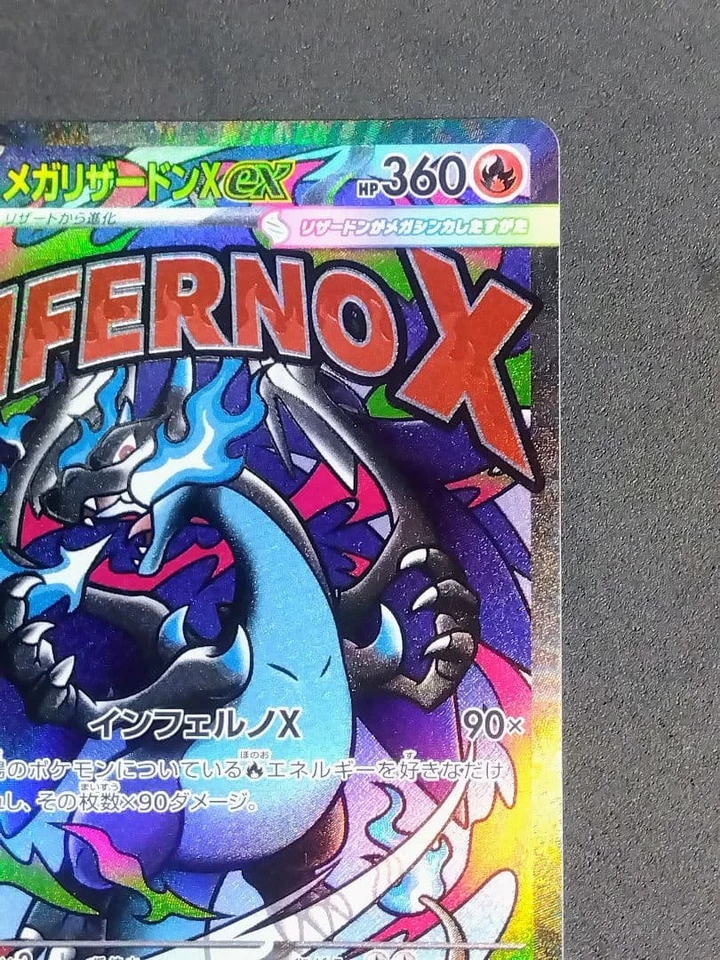 メガリザードンXex HP360
リザードから進化
リザードンがメガシンカしたすがた
INFERNO X
インフェルノX 90×
場のポケモンについている エネルギーを好きなだけ
し、その枚数×90ダメージ。